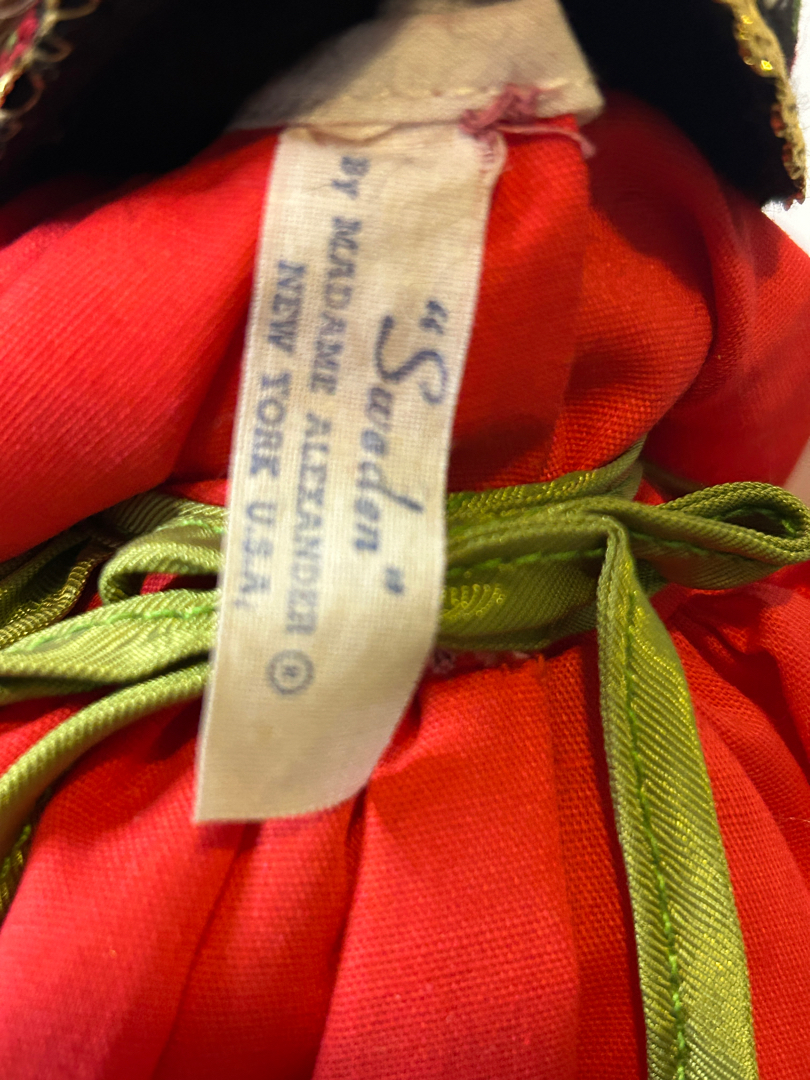 "Sweden"
BY MADAME ALEXANDER ®
NEW YORK U.S.A.